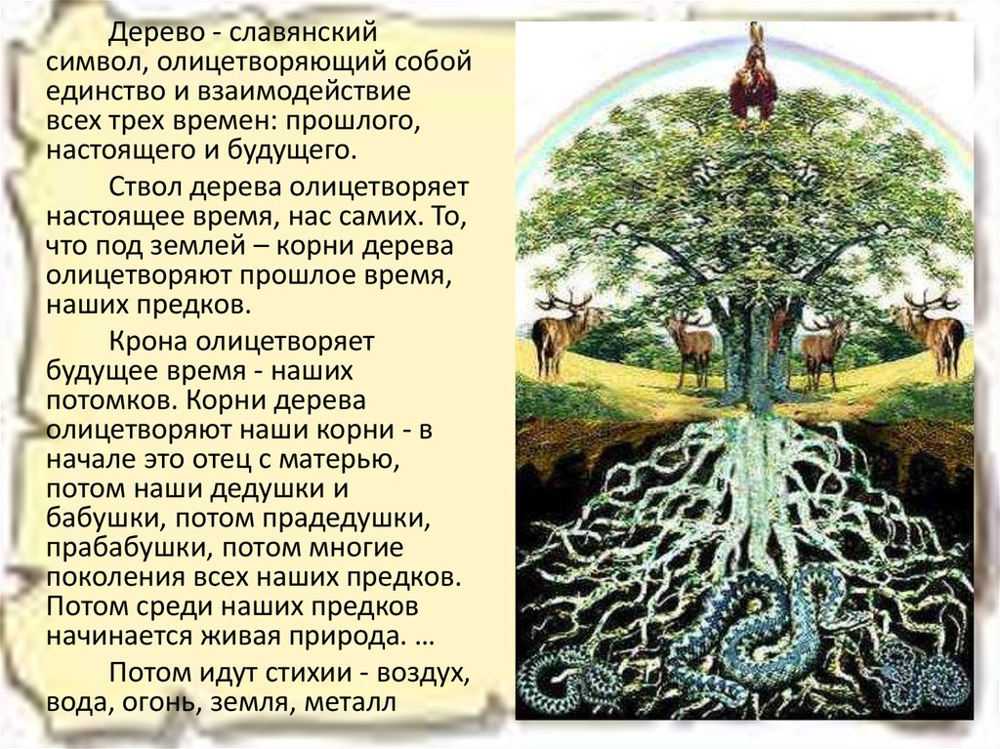 Дерево - славянский
символ, олицетворяющий собой
единство и взаимодействие
всех трех времен: прошлого,
настоящего и будущего.
Ствол дерева олицетворяет
настоящее время, нас самих. То,
что под землей – корни дерева
олицетворяют прошлое время,
наших предков.
Крона олицетворяет
будущее время - наших
потомков. Корни дерева
олицетворяют наши корни - в
начале это отец с матерью,
потом наши дедушки и
бабушки, потом прадедушки,
прабабушки, потом многие
поколения всех наших предков.
Потом среди наших предков
начинается живая природа. …
Потом идут стихии - воздух,
вода, огонь, земля, металл